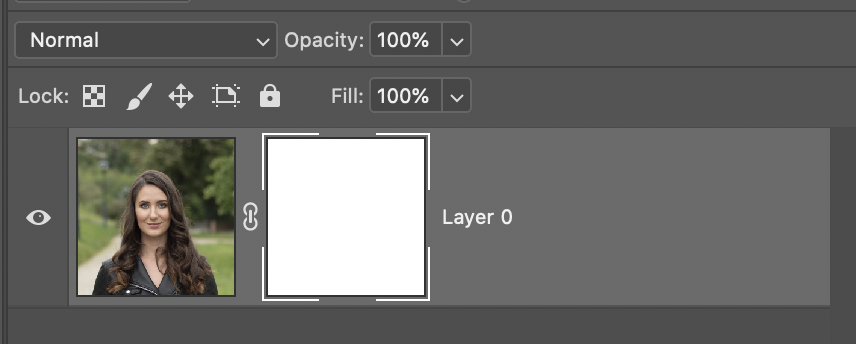 Normal Opacity: 100%
Lock: Fill: 100%
Layer 0